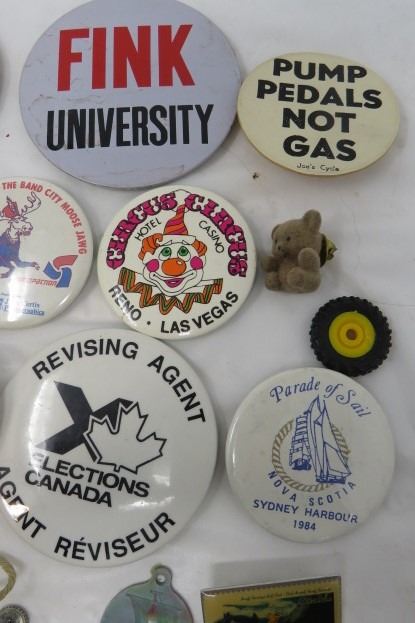 FINK
UNIVERSITY
PUMP
PEDALS
NOT
GAS
Joe's Cycle
THE BAND CITY MOOSE JAWG
CIRCUS CIRCUS
HOTEL CASINO
RENO • LAS VEGAS
REVISING AGENT
ELECTIONS
CANADA
AGENT RÉVISEUR
Parade of Sail
NOVA SCOTIA
SYDNEY HARBOUR
1984